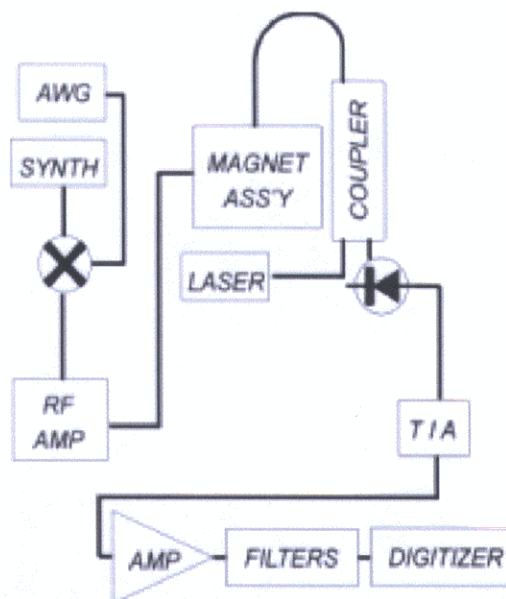 AWG
SYNTH
MAGNET
ASS'Y
COUPLER
LASER
RF
AMP
T I A
AMP
FILTERS
DIGITIZER